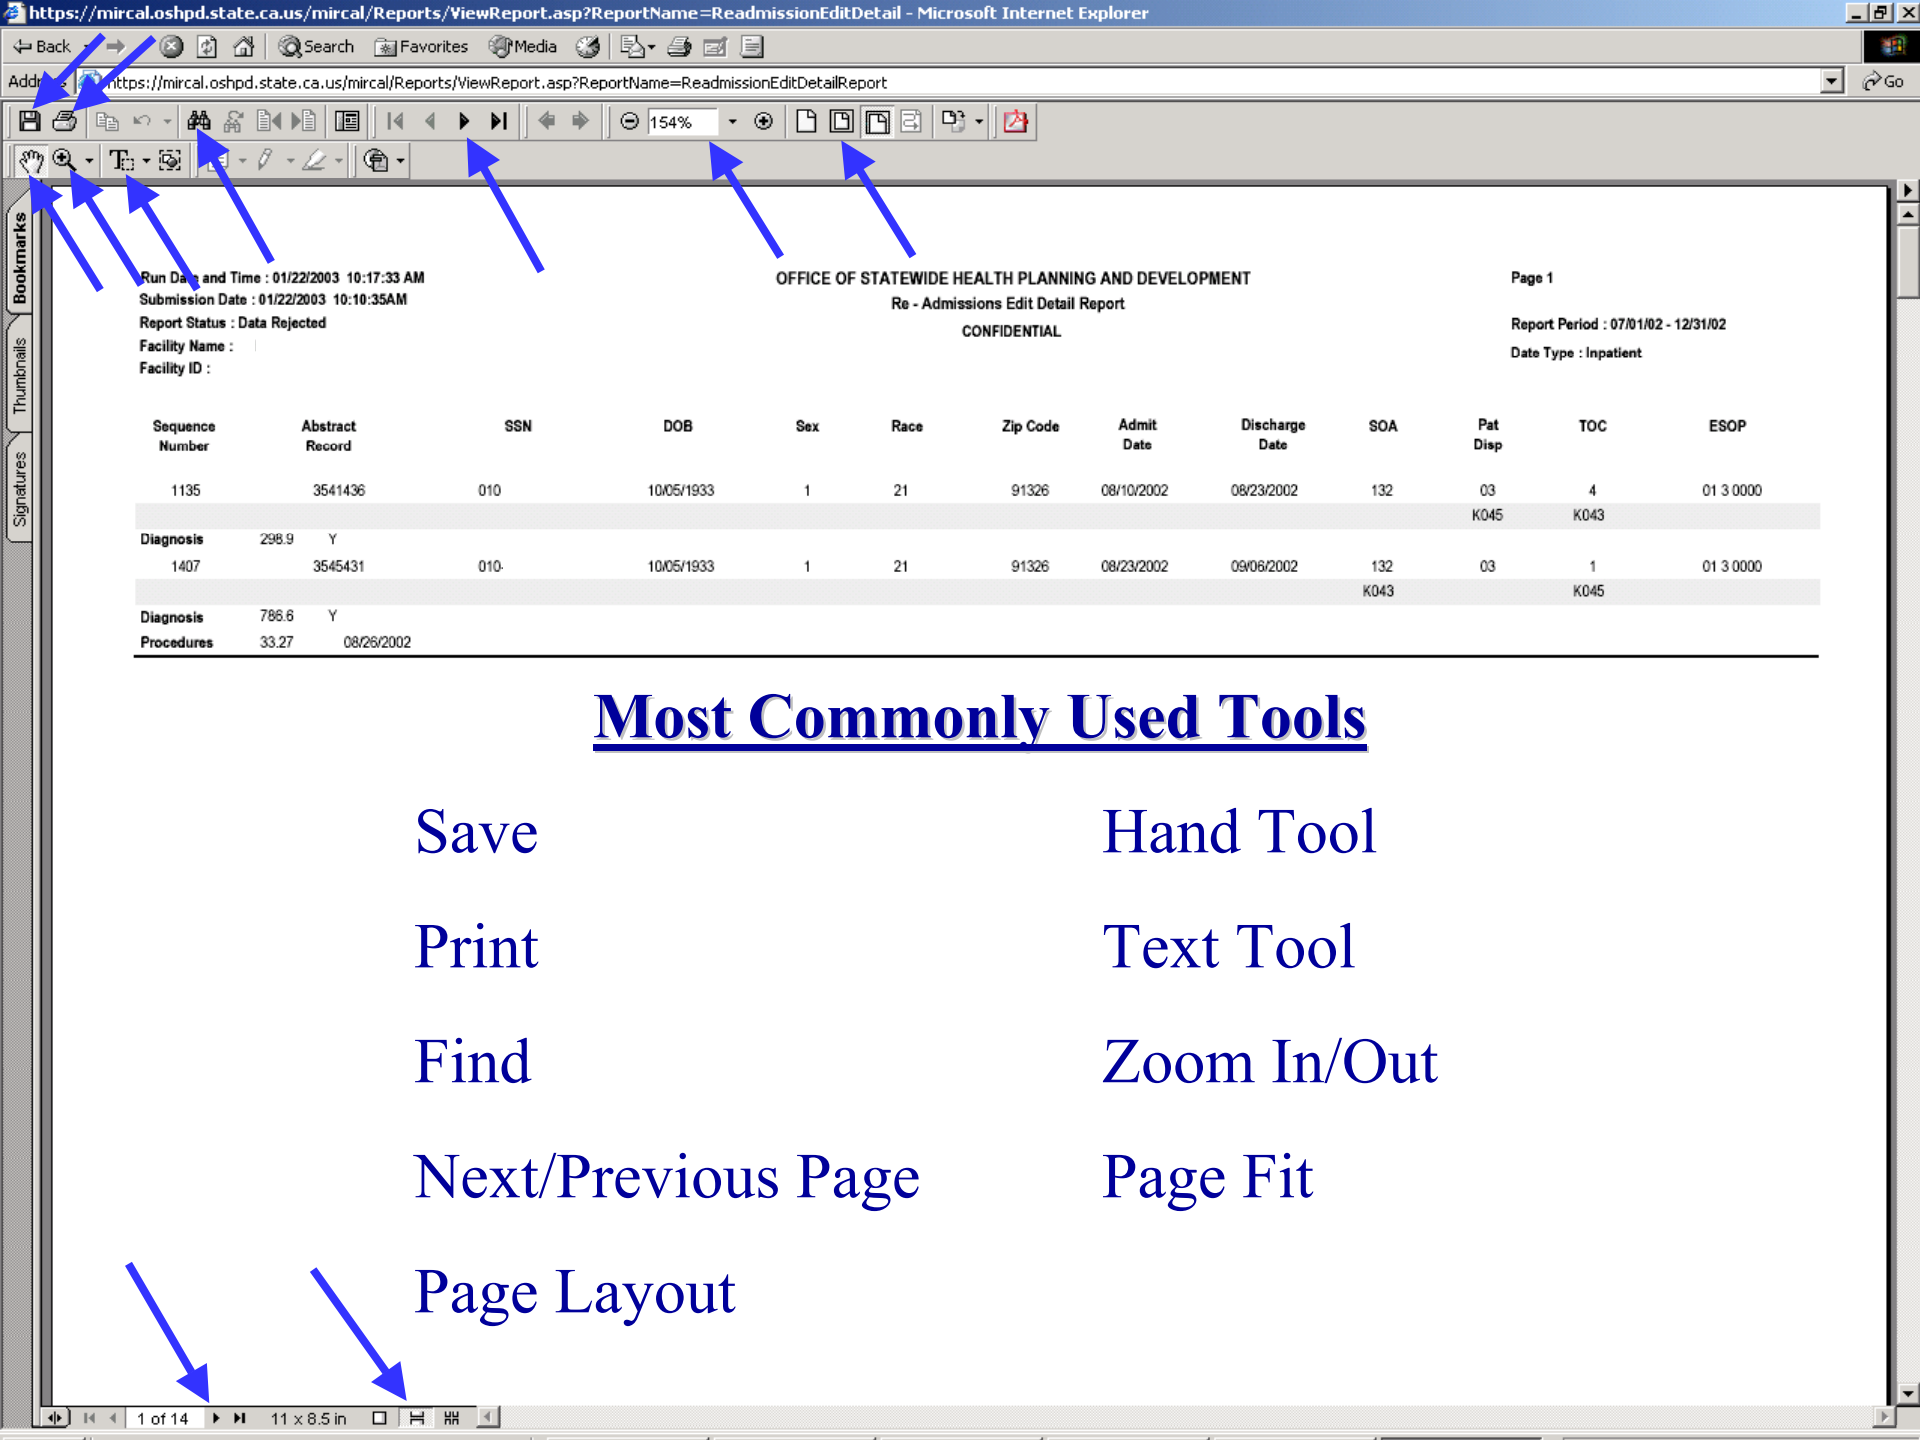 https://mircal.oshpd.state.ca.us/mircal/Reports/ViewReport.asp?ReportName=ReadmissionEditDetail - Microsoft Internet Explorer
Back Search Favorites Media
https://mircal.oshpd.state.ca.us/mircal/Reports/ViewReport.asp?ReportName=ReadmissionEditDetailReport Go
154%
Bookmarks
Thumbnails
Signatures
Run Date and Time : 01/22/2003 10:17:33 AM OFFICE OF STATEWIDE HEALTH PLANNING AND DEVELOPMENT Page 1
Submission Date : 01/22/2003 10:10:35AM Re - Admissions Edit Detail Report
Report Status : Data Rejected CONFIDENTIAL Report Period : 07/01/02 - 12/31/02
Facility Name : Date Type : Inpatient
Facility ID :
Sequence Abstract SSN DOB Sex Race Zip Code Admit Discharge SOA Pat TOC ESOP
Number Record Date Date Disp
1135 3541436 010 10/05/1933 1 21 91326 08/10/2002 08/23/2002 132 03 4 01 3 0000
K045 K043
Diagnosis 298.9 Y
1407 3545431 010- 10/05/1933 1 21 91326 08/23/2002 09/06/2002 132 03 1 01 3 0000
K043 K045
Diagnosis 786.6 Y
Procedures 33.27 08/26/2002
Most Commonly Used Tools
Save Hand Tool
Print Text Tool
Find Zoom In/Out
Next/Previous Page Page Fit
Page Layout
1 of 14 11 x 8.5 in